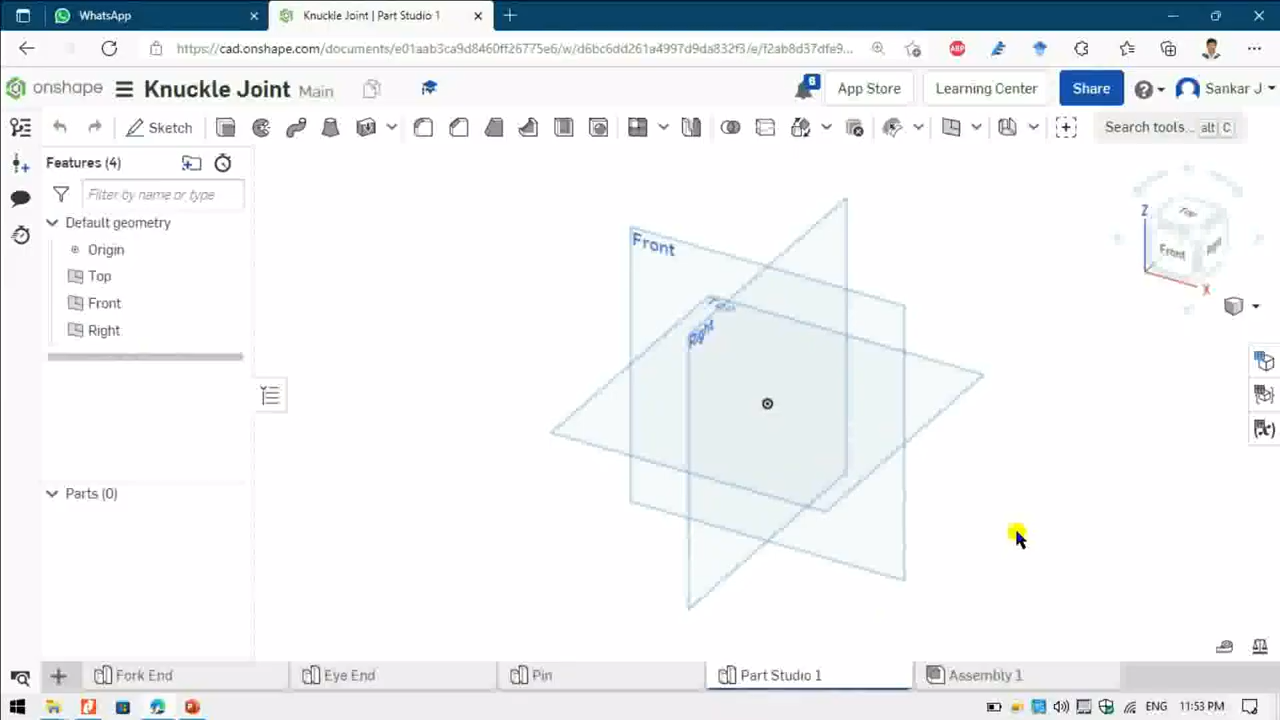 WhatsApp
Knuckle Joint | Part Studio 1
https://cad.onshape.com/documents/e01aab3ca9d8460ff26775e6/w/d6bc6dd261a4997d9da832f3/e/f2ab8d37dfe9...
ABP
onshape
Knuckle Joint Main
6
App Store
Learning Center
Share
Sankar J
Sketch
Search tools... alt C
Features (4)
Filter by name or type
Default geometry
Origin
Top
Front
Right
Parts (0)
Front
Right
Z
Top
Front
Right
X
Fork End
Eye End
Pin
Part Studio 1
Assembly 1
ENG
11:53 PM